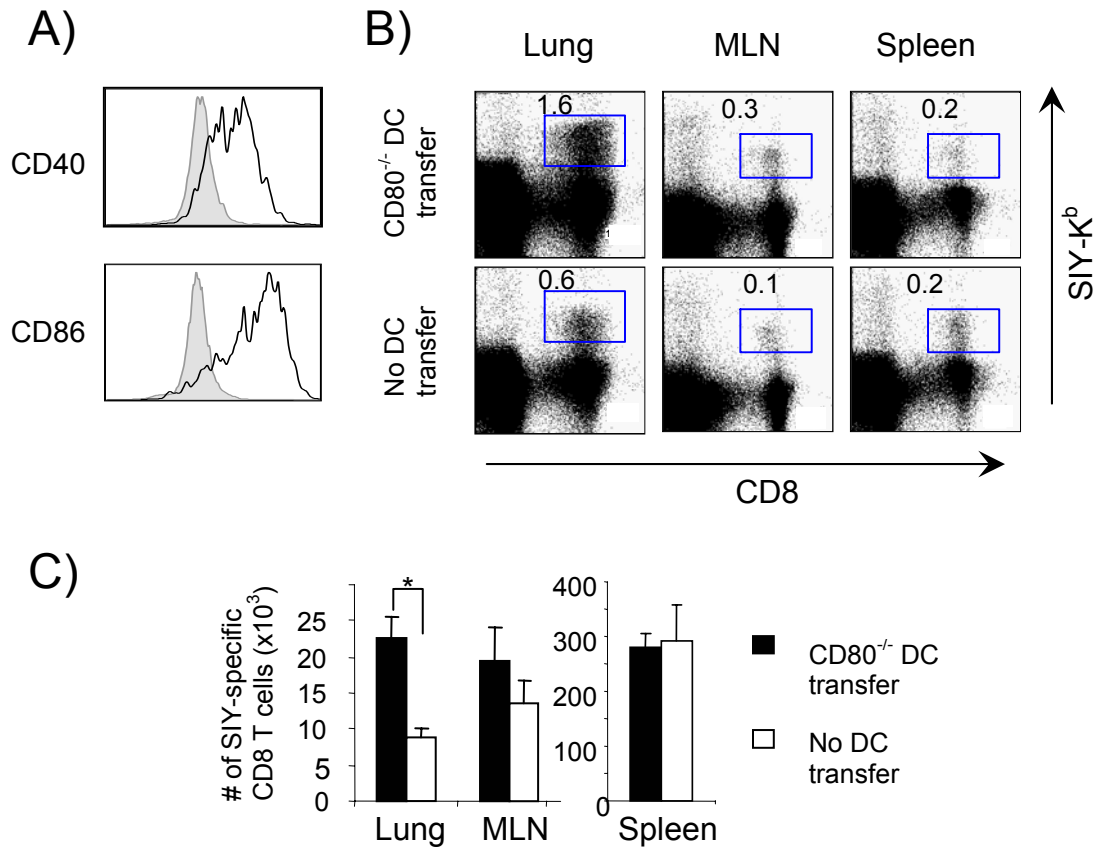 A)
CD40
CD86
B)
Lung MLN Spleen
CD80-/- DC
transfer
1.6 0.3 0.2
1
No DC
transfer
0.6 0.1 0.2
SIY-Kb
CD8
C)
# of SIY-specific
CD8 T cells (x10³)
25
20
15
10
5
0
*
Lung MLN
400
300
200
100
0
Spleen
CD80-/- DC
transfer
No DC
transfer